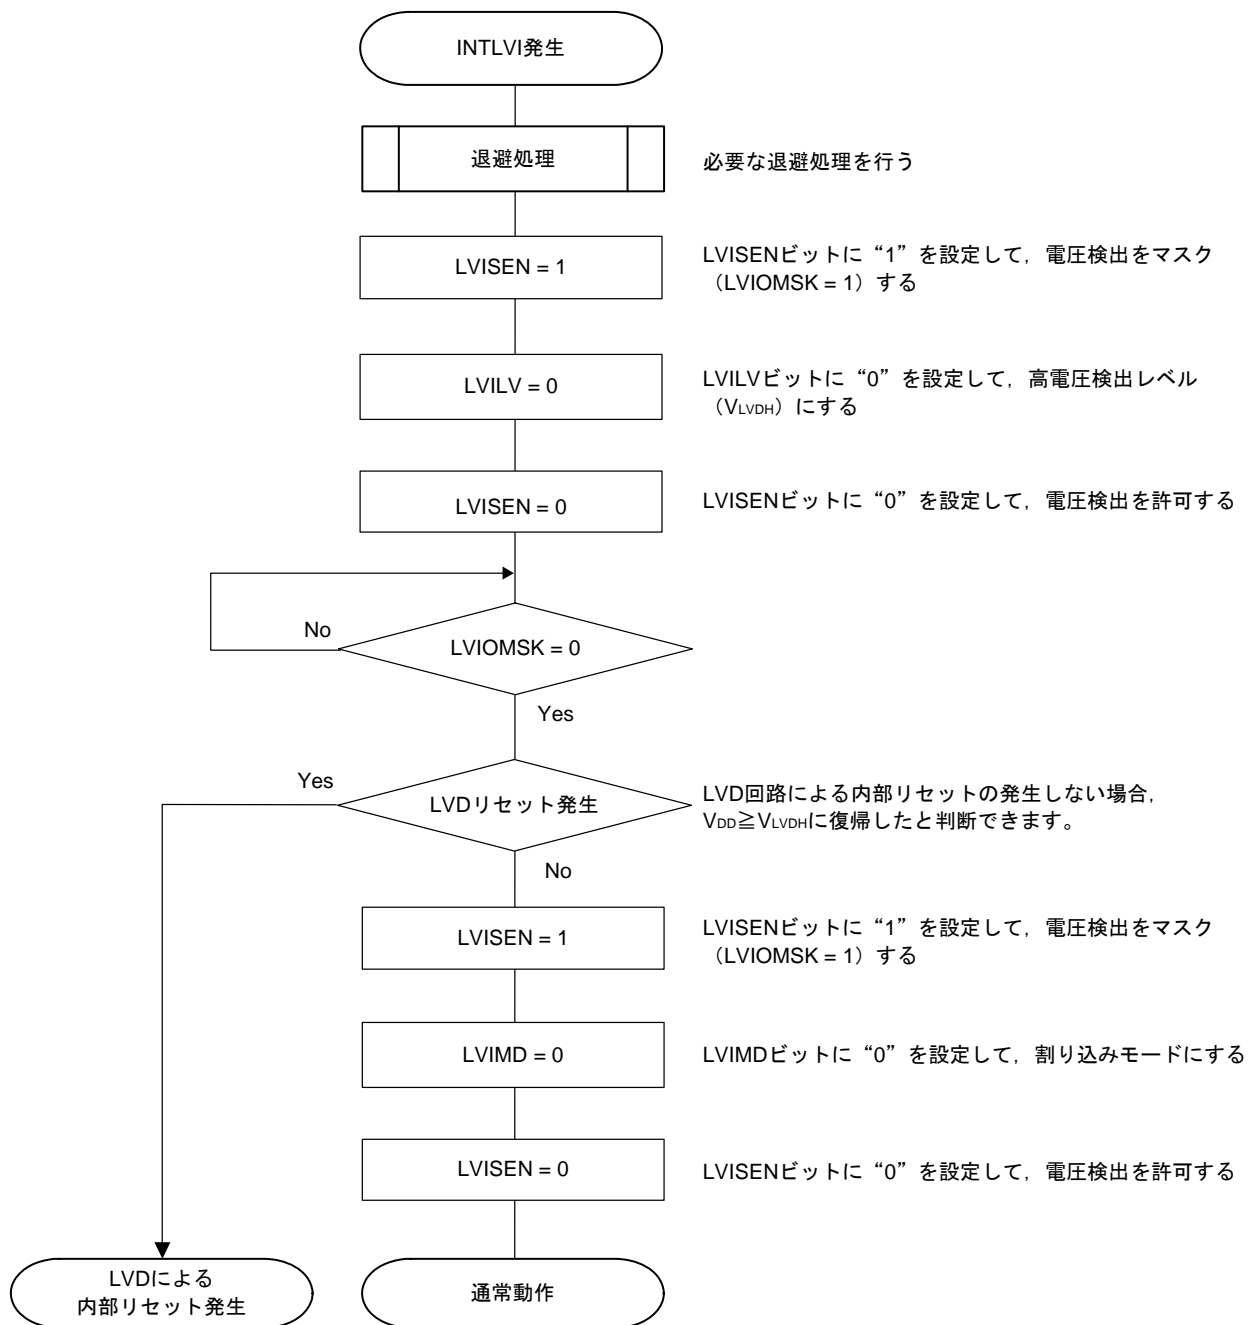 INTLVI発生
退避処理
必要な退避処理を行う
LVISEN = 1
LVISENビットに“1”を設定して，電圧検出をマスク
（LVIOMSK = 1）する
LVILV = 0
LVILVビットに“0”を設定して，高電圧検出レベル
（VLVDH）にする
LVISEN = 0
LVISENビットに“0”を設定して，電圧検出を許可する
No
LVIOMSK = 0
Yes
Yes
LVDリセット発生
LVD回路による内部リセットの発生しない場合，
VDD≧VLVDHに復帰したと判断できます。
No
LVISEN = 1
LVISENビットに“1”を設定して，電圧検出をマスク
（LVIOMSK = 1）する
LVIMD = 0
LVIMDビットに“0”を設定して，割り込みモードにする
LVISEN = 0
LVISENビットに“0”を設定して，電圧検出を許可する
LVDによる
内部リセット発生
通常動作